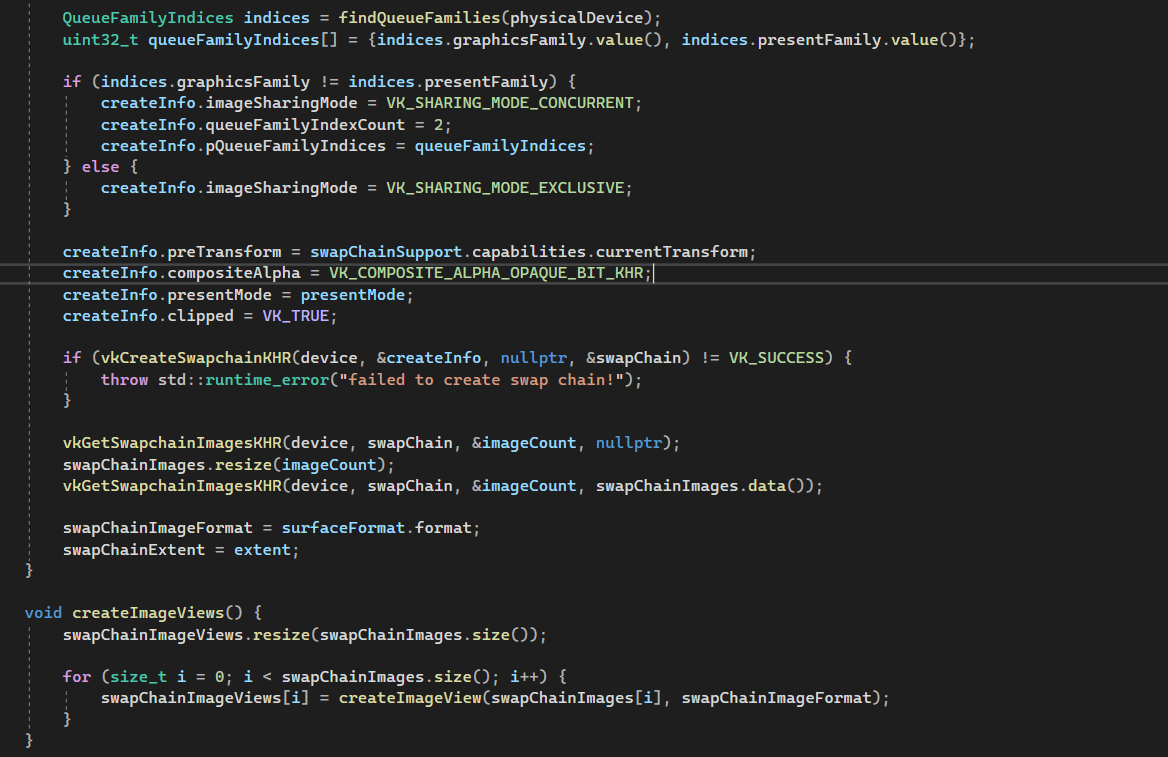 QueueFamilyIndices indices = findQueueFamilies(physicalDevice);
uint32_t queueFamilyIndices[] = {indices.graphicsFamily.value(), indices.presentFamily.value()};
if (indices.graphicsFamily != indices.presentFamily) {
createInfo.imageSharingMode = VK_SHARING_MODE_CONCURRENT;
createInfo.queueFamilyIndexCount = 2;
createInfo.pQueueFamilyIndices = queueFamilyIndices;
} else {
createInfo.imageSharingMode = VK_SHARING_MODE_EXCLUSIVE;
}
createInfo.preTransform = swapChainSupport.capabilities.currentTransform;
createInfo.compositeAlpha = VK_COMPOSITE_ALPHA_OPAQUE_BIT_KHR;
createInfo.presentMode = presentMode;
createInfo.clipped = VK_TRUE;
if (vkCreateSwapchainKHR(device, &createInfo, nullptr, &swapChain) != VK_SUCCESS) {
throw std::runtime_error("failed to create swap chain!");
}
vkGetSwapchainImagesKHR(device, swapChain, &imageCount, nullptr);
swapChainImages.resize(imageCount);
vkGetSwapchainImagesKHR(device, swapChain, &imageCount, swapChainImages.data());
swapChainImageFormat = surfaceFormat.format;
swapChainExtent = extent;
}
void createImageViews() {
swapChainImageViews.resize(swapChainImages.size());
for (size_t i = 0; i < swapChainImages.size(); i++) {
swapChainImageViews[i] = createImageView(swapChainImages[i], swapChainImageFormat);
}
}